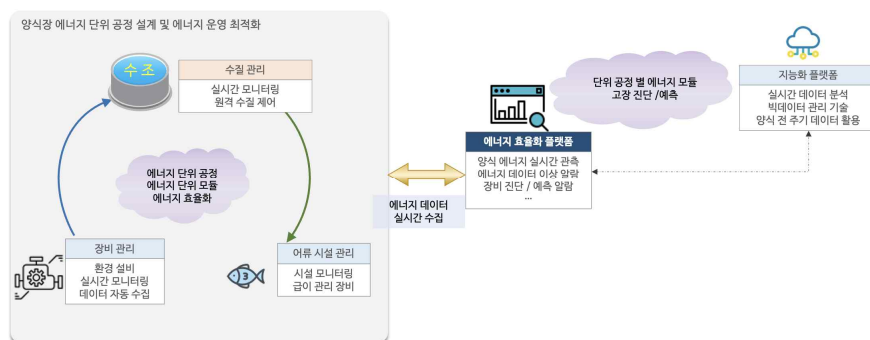 양식장 에너지 단위 공정 설계 및 에너지 운영 최적화
수 조
수질 관리
실시간 모니터링
원격 수질 제어
에너지 단위 공정
에너지 단위 모듈
에너지 효율화
장비 관리
환경 설비
실시간 모니터링
데이터 자동 수집
3
어류 시설 관리
시설 모니터링
급이 관리 장비
에너지 데이터
실시간 수집
에너지 효율화 플랫폼
양식 에너지 실시간 관측
에너지 데이터 이상 알람
장비 진단 / 예측 알람
...
단위 공정 별 에너지 모듈
고장 진단 /예측
지능화 플랫폼
실시간 데이터 분석
빅데이터 관리 기술
양식 전 주기 데이터 활용